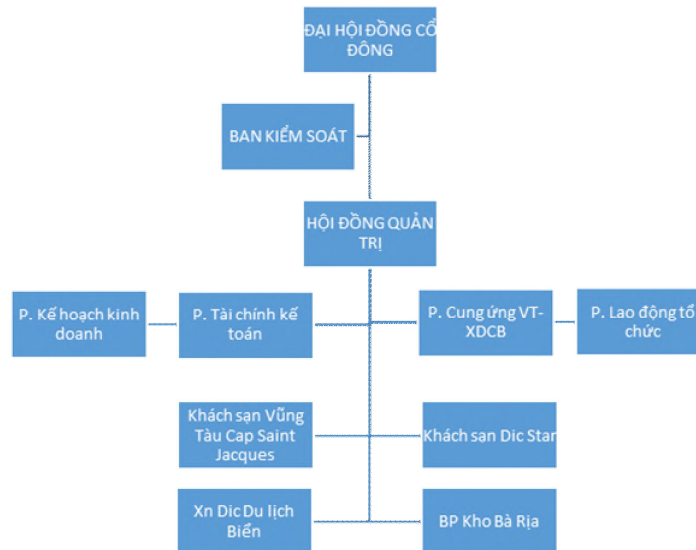 ĐẠI HỘI ĐỒNG CỔ
ĐÔNG
BAN KIỂM SOÁT
HỘI ĐỒNG QUẢN
TRỊ
P. Kế hoạch kinh
doanh
P. Tài chính kế
toán
P. Cung ứng VT-
XDCB
P. Lao động tổ
chức
Khách sạn Vũng
Tàu Cap Saint
Jacques
Khách sạn Dic Star
Xn Dic Du lịch
Biển
BP Kho Bà Rịa